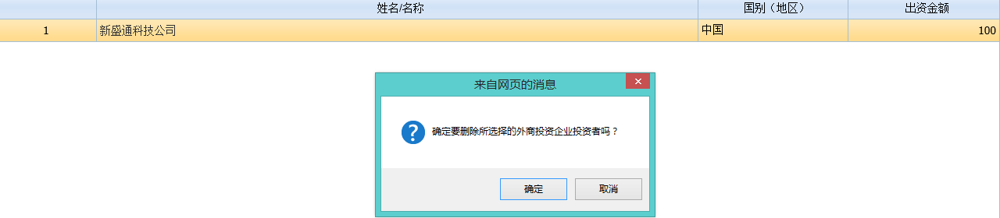 姓名/名称 国别（地区） 出资金额
1 新盛通科技公司 中国 100
来自网页的消息
确定要删除所选择的外商投资企业投资者吗？
确定 取消